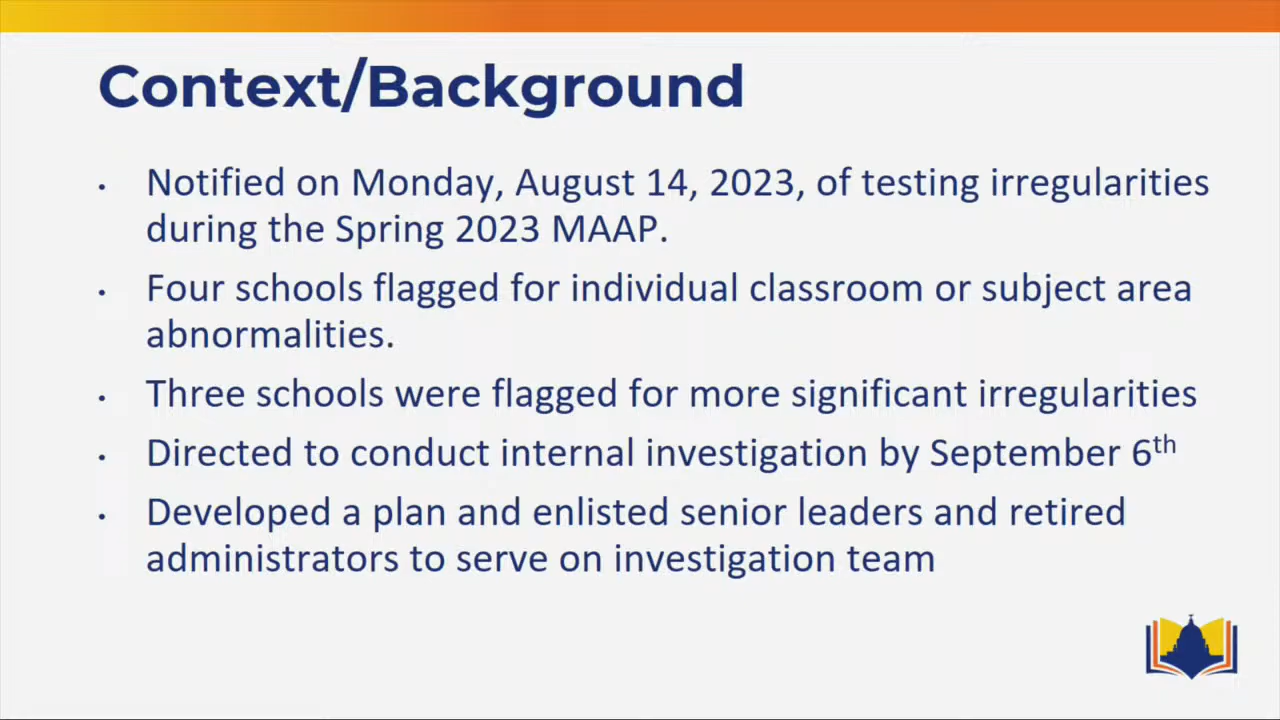 Context/Background
• Notified on Monday, August 14, 2023, of testing irregularities
during the Spring 2023 MAAP.
• Four schools flagged for individual classroom or subject area
abnormalities.
• Three schools were flagged for more significant irregularities
• Directed to conduct internal investigation by September 6th
• Developed a plan and enlisted senior leaders and retired
administrators to serve on investigation team